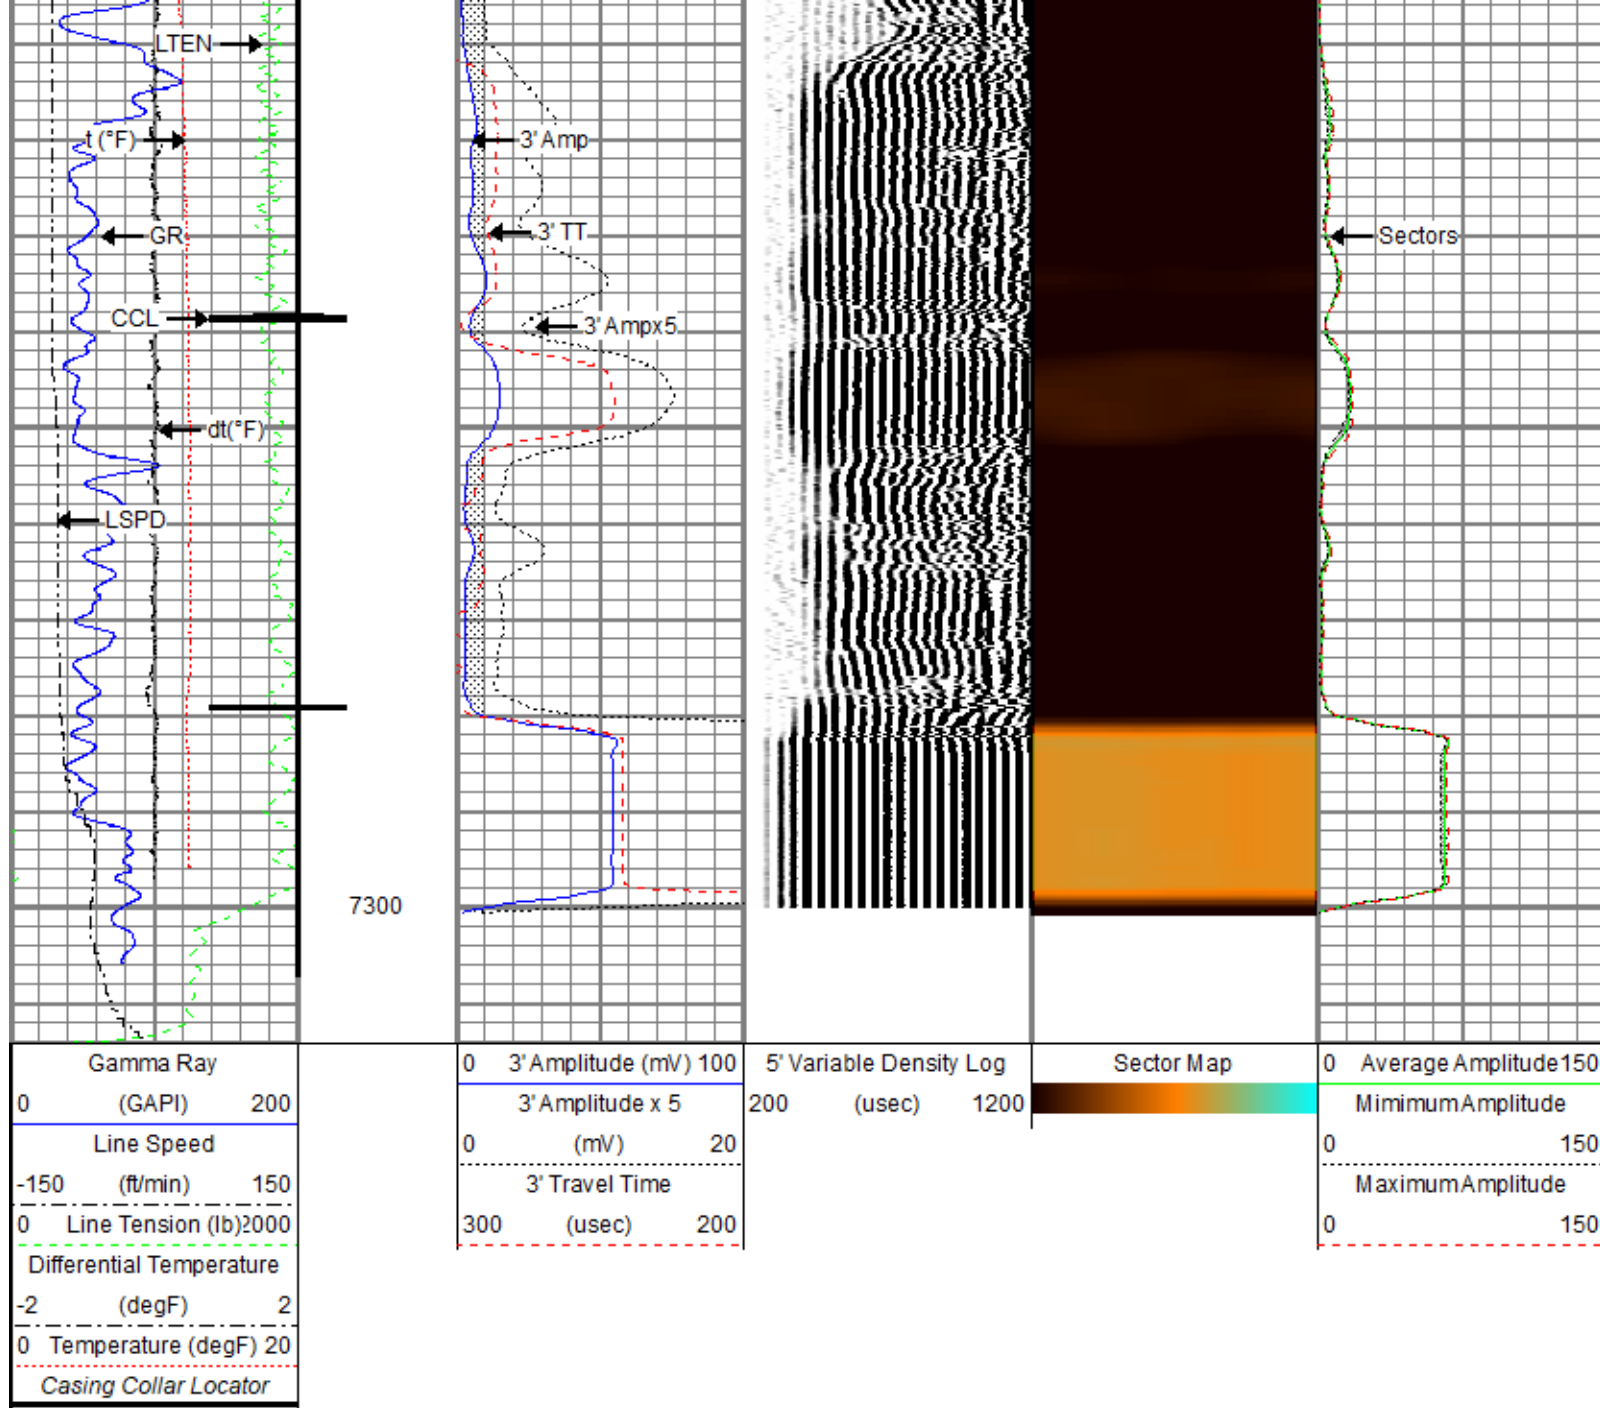 LTEN
t (°F)
3' Amp
GR
3' TT
Sectors
CCL
3' Ampx5
dt(°F)
LSPD
7300
Gamma Ray
0 (GAPI) 200
Line Speed
-150 (ft/min) 150
0 Line Tension (lb) 2000
Differential Temperature
-2 (degF) 2
0 Temperature (degF) 20
Casing Collar Locator
0 3' Amplitude (mV) 100
3' Amplitude x 5
0 (mV) 20
3' Travel Time
300 (usec) 200
5' Variable Density Log
200 (usec) 1200
Sector Map
0 Average Amplitude 150
Mimimum Amplitude
0 150
Maximum Amplitude
0 150